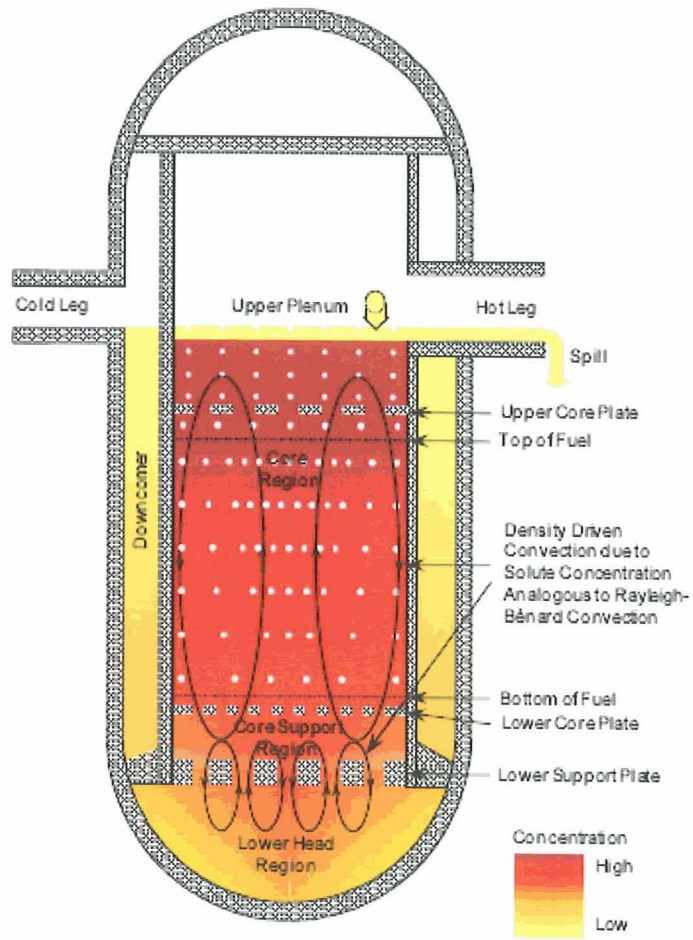 Cold Leg
Upper Plenum
Hot Leg
Spill
Upper Core Plate
Top of Fuel
Core
Region
Downcomer
Density Driven
Convection due to
Solute Concentration
Analogous to Rayleigh-
Bénard Convection
Bottom of Fuel
Lower Core Plate
Core Support
Region
Lower Support Plate
Lower Head
Region
Concentration
High
Low